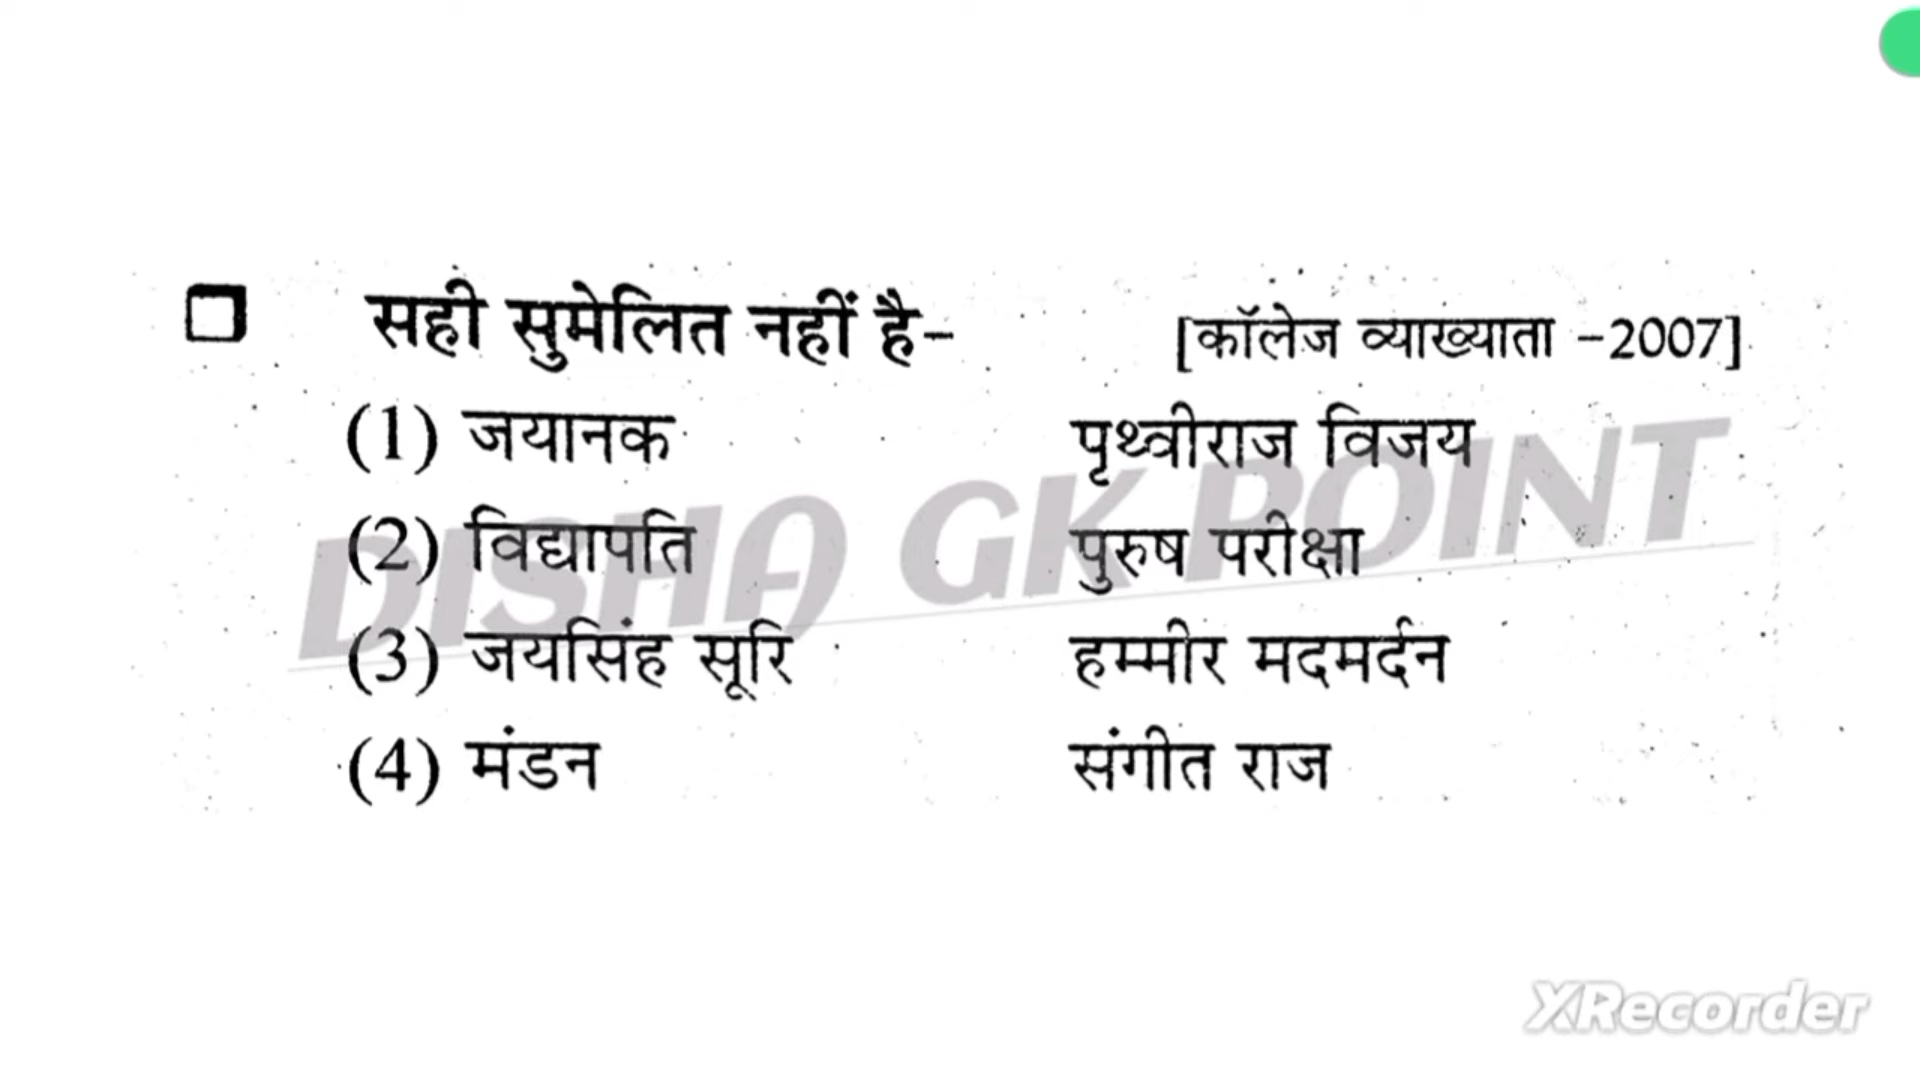 सही सुमेलित नहीं है- [कॉलेज व्याख्याता -2007]
(1) जयानक पृथ्वीराज विजय
(2) विद्यापति पुरुष परीक्षा
(3) जयसिंह सूरि हम्मीर मदमर्दन
(4) मंडन संगीत राज
DISHA GK POINT
XRecorder